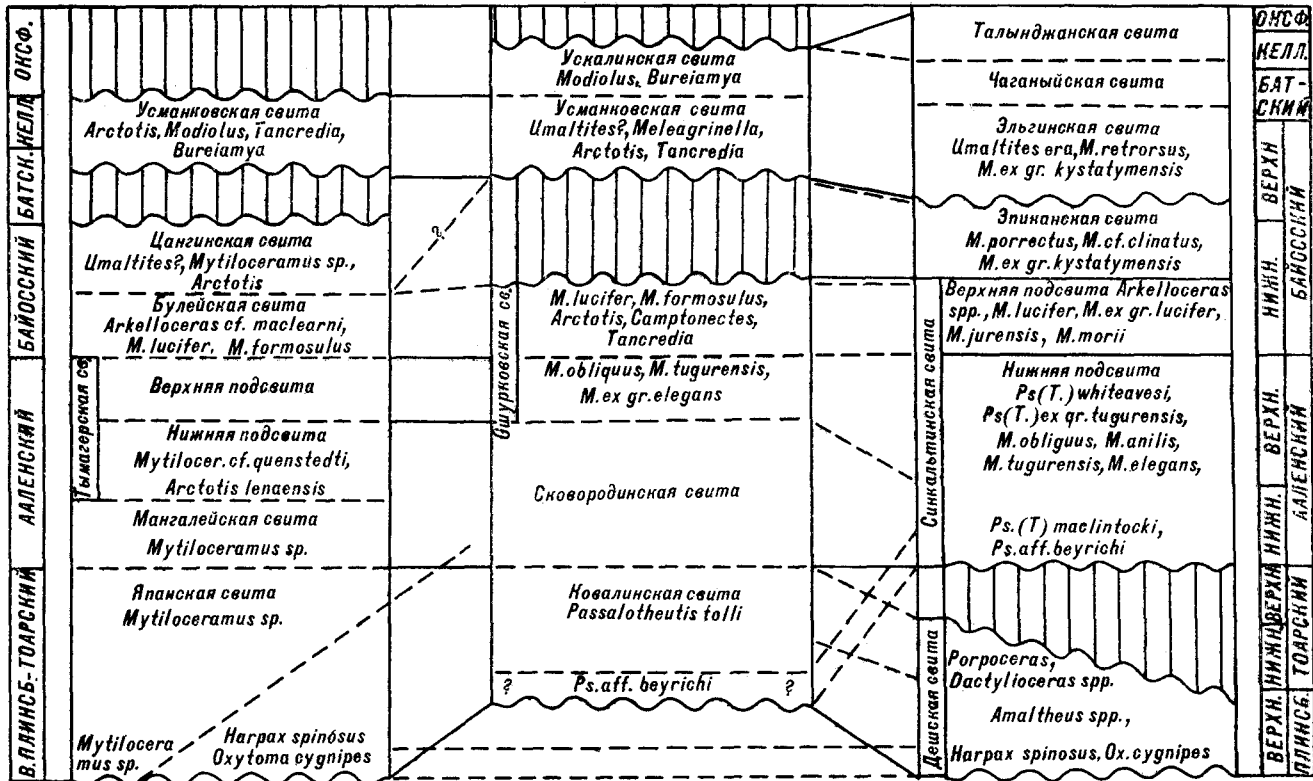 ОКСФ.
КЕЛЛ.
БАТСК.
БАЙОССКИЙ
ААЛЕНСКИЙ
В.ПЛИНСБ-ТОАРСКИЙ
Усманковская свита
Arctotis, Modiolus, Tancredia,
Bureiamya
Цагинская свита
Umaltites?, Mytiloceramus sp.,
Arctotis
Булейская свита
Arkelloceras cf. maclearni,
M. lucifer, M. formosulus
Тымагерская св.
Верхняя подсвита
Нижняя подсвита
Mytilocer. cf. quenstedti,
Arctotis lenaensis
Мангалейская свита
Mytiloceramus sp.
Япанская свита
Mytiloceramus sp.
Mytilocera
mus sp.
Harpax spinosus
Oxytoma cygnipes
?
Ускалинская свита
Modiolus, Bureiamya
Усманковская свита
Umaltites?, Meleagrinella,
Arctotis, Tancredia
Ошурковская св.
M. lucifer, M. formosulus,
Arctotis, Camptonectes,
Tancredia
M. obliquus, M. tugurensis,
M. ex gr. elegans
Сковородинская свита
Ковалинская свита
Passalotheutis tolli
? Ps. aff. beyrichi ?
Талынджанская свита
Чаганыйская свита
Эльгинская свита
Umaltites era, M. retrorsus,
M. ex gr. kystatymensis
Эпиканская свита
M. porrectus, M. cf. clinatus,
M. ex gr. kystatymensis
Синкальтинская свита
Верхняя подсвита Arkelloceras
spp., M. lucifer, M. ex gr. lucifer,
M. jurensis, M. morii
Нижняя подсвита
Ps(T.) whiteavesi,
Ps(T.) ex gr. tugurensis,
M. obliguus, M. anilis,
M. tugurensis, M. elegans,
Ps. (T) maclintocki,
Ps. aff. beyrichi
Дешская свита
Porpoceras,
Dactylioceras spp.
Amaltheus spp.,
Harpax spinosus, Ox. cygnipes
ОКСФ.
КЕЛЛ.
БАТ-
СКИЙ
ВЕРХН
НИЖН.
БАЙОССКИЙ
ВЕРХН.
НИЖН.
ААЛЕНСКИЙ
ВЕРХН
НИЖН
ТОАРСКИЙ
ВЕРХН.
ПЛИНСБ.